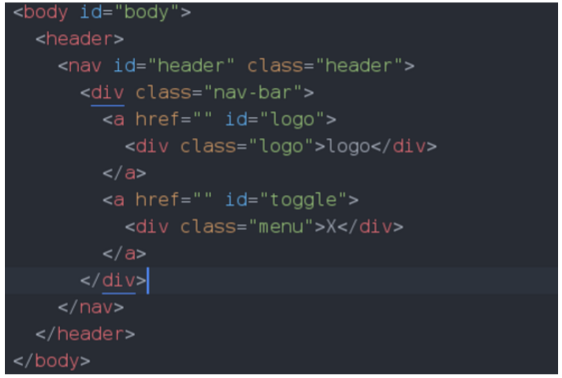 <body id="body">
<header>
<nav id="header" class="header">
<div class="nav-bar">
<a href="" id="logo">
<div class="logo">logo</div>
</a>
<a href="" id="toggle">
<div class="menu">X</div>
</a>
</div>
</nav>
</header>
</body>